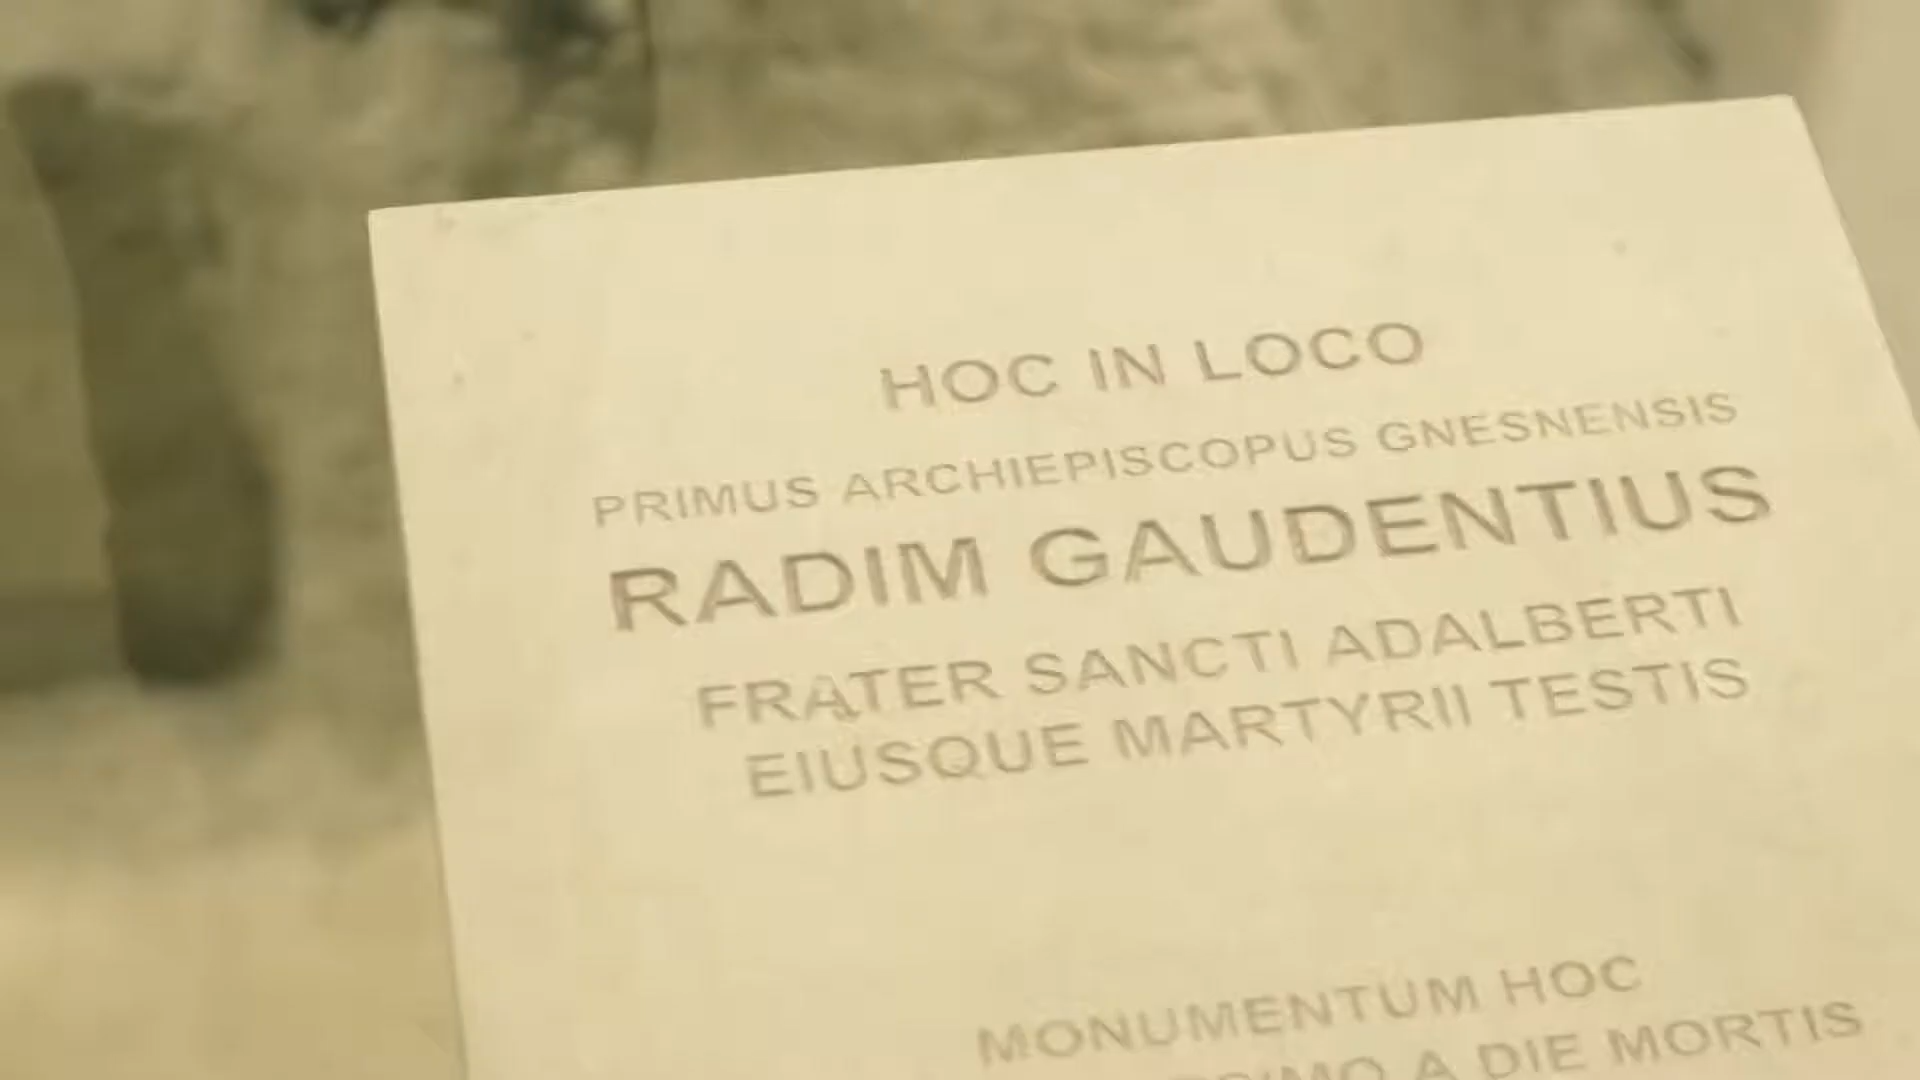 HOC IN LOCO
PRIMUS ARCHIEPISCOPUS GNESNENSIS
RADIM GAUDENTIUS
FRATER SANCTI ADALBERTI
EIUSQUE MARTYRII TESTIS
MONUMENTUM HOC
A DIE MORTIS